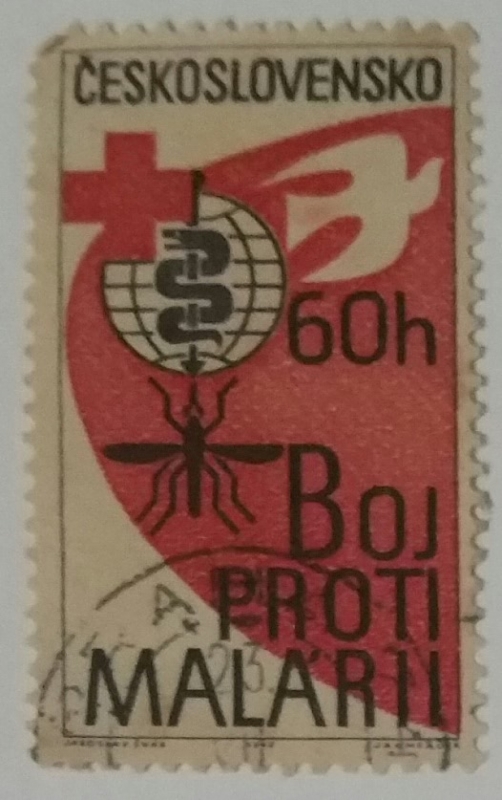 ČESKOSLOVENSKO
60h
BOJ
PROTI
MALÁRII